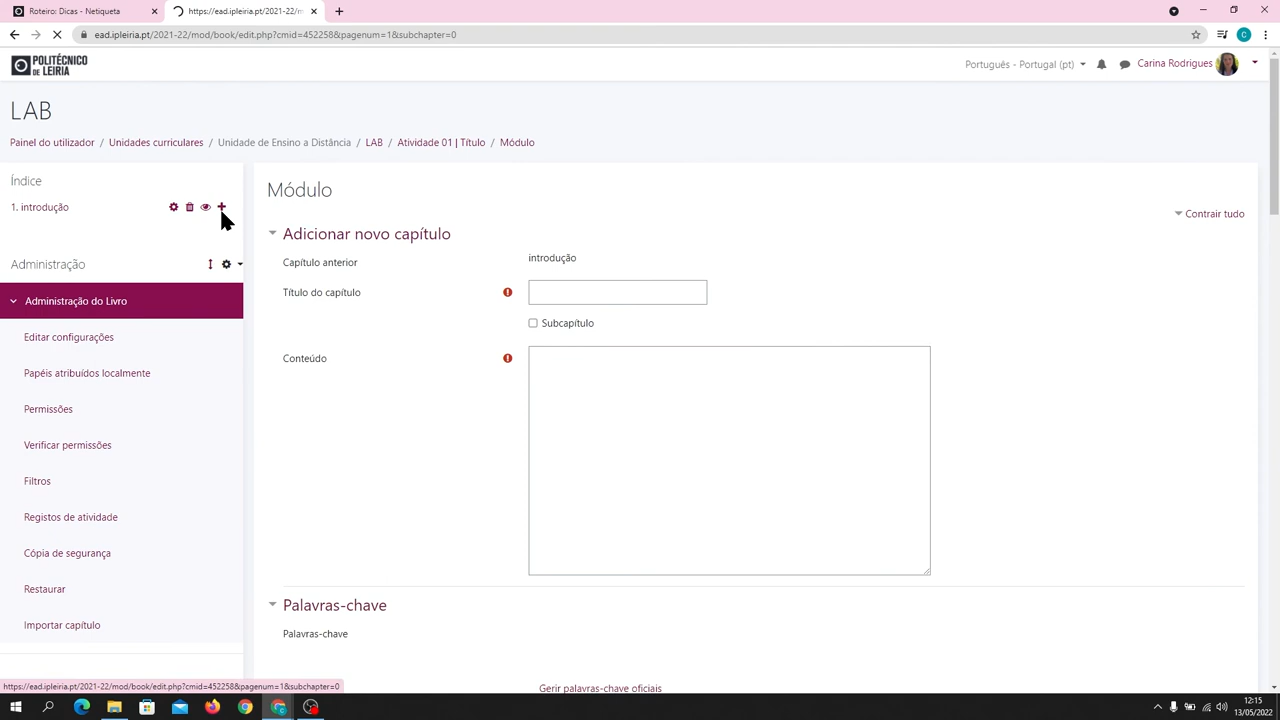 Roteiro: Dicas - Netiqueta
https://ead.ipleiria.pt/2021-22/m
ead.ipleiria.pt/2021-22/mod/book/edit.php?cmid=452258&pagenum=1&subchapter=0
C
POLITÉCNICO
DE LEIRIA
Português - Portugal (pt)
Carina Rodrigues
LAB
Painel do utilizador / Unidades curriculares / Unidade de Ensino a Distância / LAB / Atividade 01 | Título / Módulo
Índice
1. introdução
Administração
Administração do Livro
Editar configurações
Papéis atribuídos localmente
Permissões
Verificar permissões
Filtros
Registos de atividade
Cópia de segurança
Restaurar
Importar capítulo
Módulo
Contrair tudo
Adicionar novo capítulo
Capítulo anterior
introdução
Título do capítulo
Subcapítulo
Conteúdo
Palavras-chave
Palavras-chave
Gerir palavras-chave oficiais
https://ead.ipleiria.pt/2021-22/mod/book/edit.php?cmid=452258&pagenum=1&subchapter=0
12:15
13/05/2022